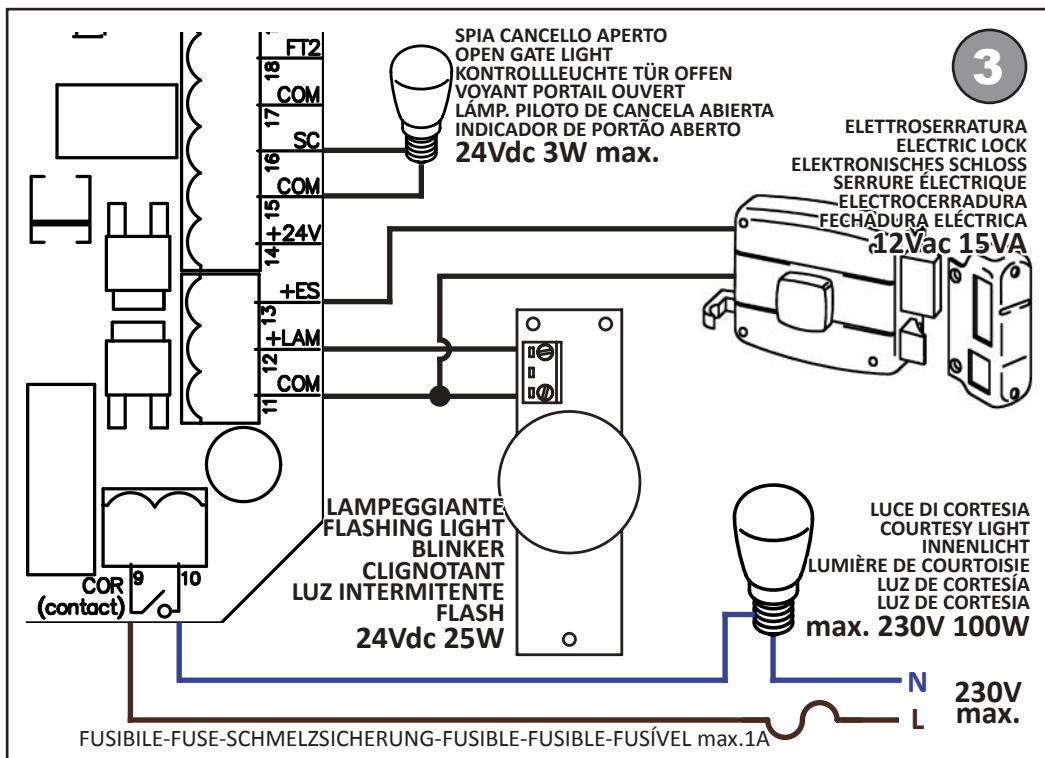 SPIA CANCELLO APERTO
OPEN GATE LIGHT
KONTROLLLEUCHTE TÜR OFFEN
VOYANT PORTAIL OUVERT
LÁMP. PILOTO DE CANCELA ABIERTA
INDICADOR DE PORTÃO ABERTO
24Vdc 3W max.
3
ELETTROSERRATURA
ELECTRIC LOCK
ELEKTRONISCHES SCHLOSS
SERRURE ÉLECTRIQUE
ELECTROCERRADURA
FECHADURA ELÉCTRICA
12Vac 15VA
FT2
18
COM
17
SC
16
COM
15
+24V
14
+ES
13
+LAM
12
COM
11
LAMPEGGIANTE
FLASHING LIGHT
BLINKER
CLIGNOTANT
LUZ INTERMITENTE
FLASH
24Vdc 25W
LUCE DI CORTESIA
COURTESY LIGHT
INNENLICHT
LUMIÈRE DE COURTOISIE
LUZ DE CORTESÍA
LUZ DE CORTESIA
max. 230V 100W
COR 9 10
(contact)
N
L
230V
max.
FUSIBILE-FUSE-SCHMELZSICHERUNG-FUSIBLE-FUSIBLE-FUSÍVEL max.1A